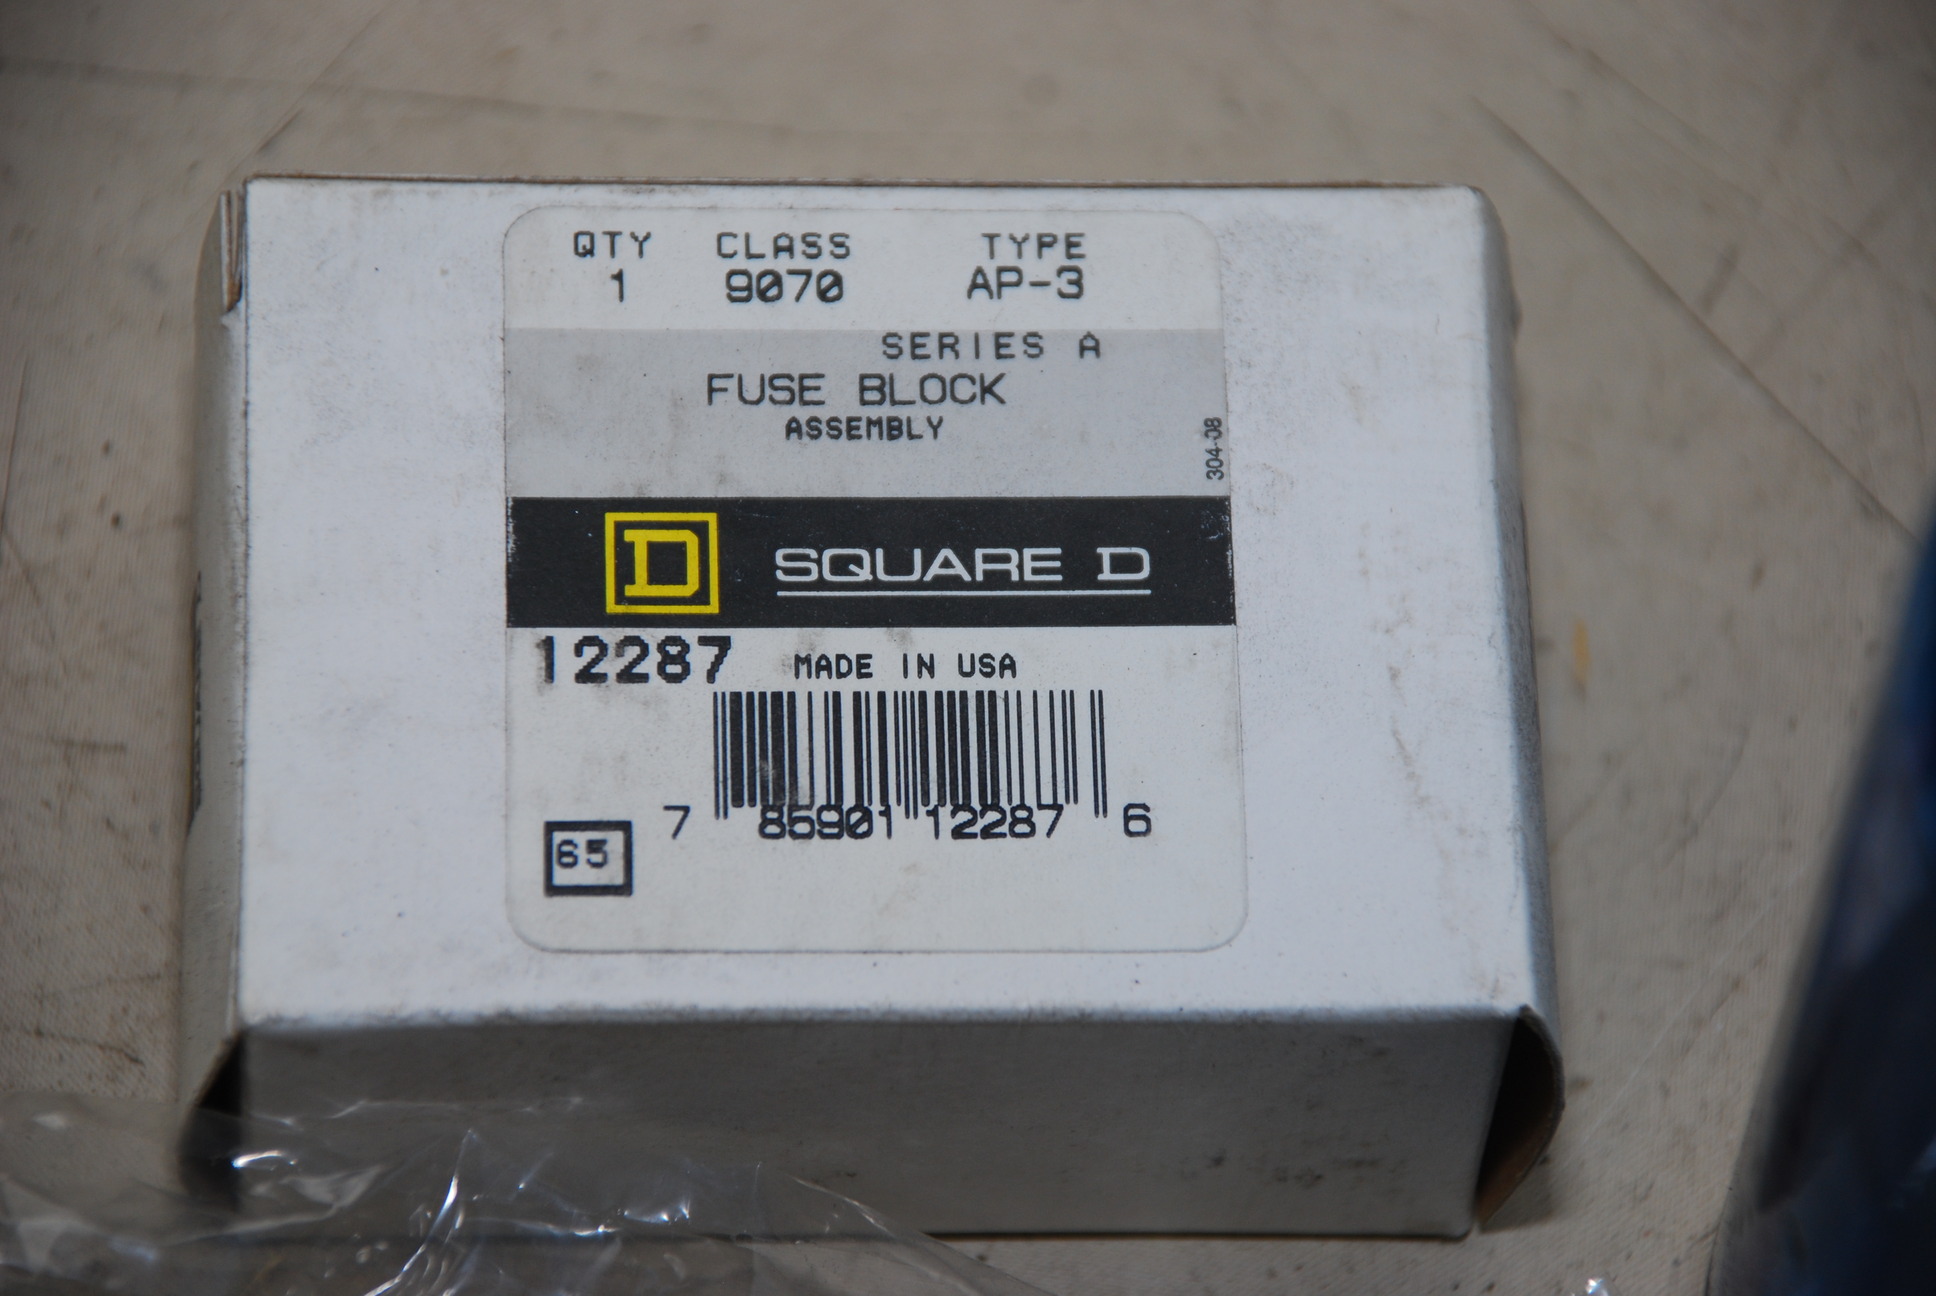 QTY CLASS TYPE
1 9070 AP-3
SERIES A
FUSE BLOCK
ASSEMBLY
304-08
D SQUARE D
12287 MADE IN USA
7 85901 12287 6
65